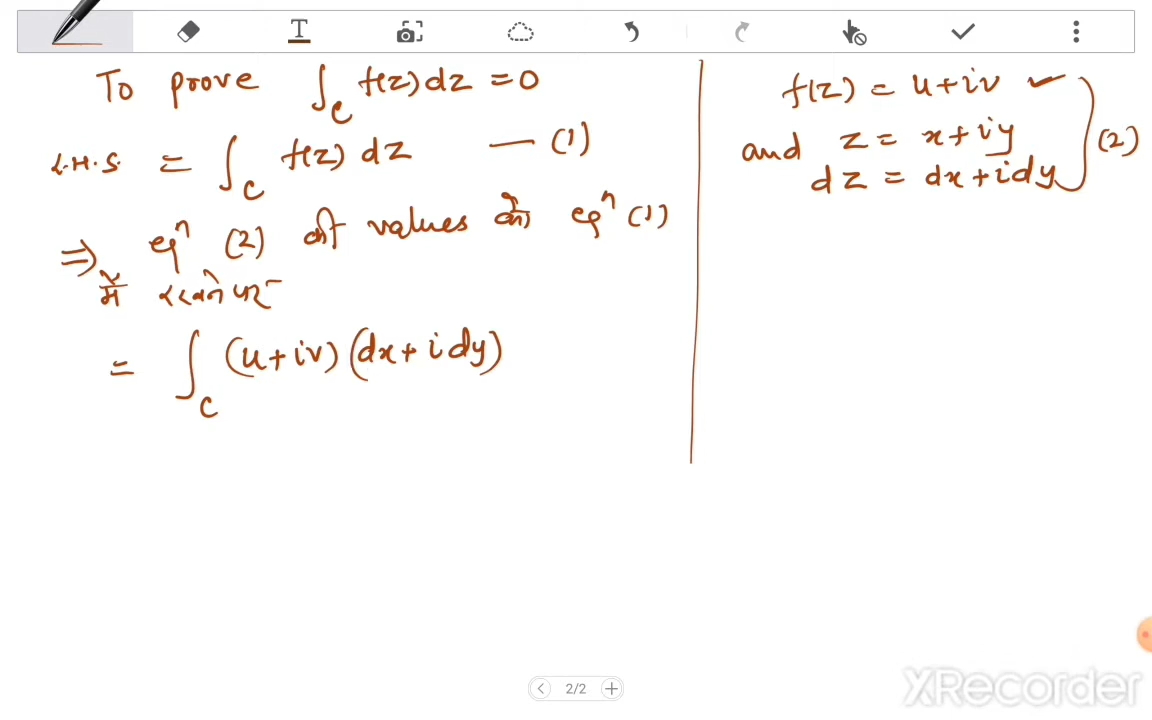 To prove ∫_C f(z) dz = 0
L.H.S. = ∫_C f(z) dz — (1)
⇒ eqⁿ (2) की values को eqⁿ (1)
में रखने पर
= ∫_C (u+iv) (dx+idy)
f(z) = u+iv
and z = x+iy
dz = dx+idy
(2)
T
2/2
XRecorder